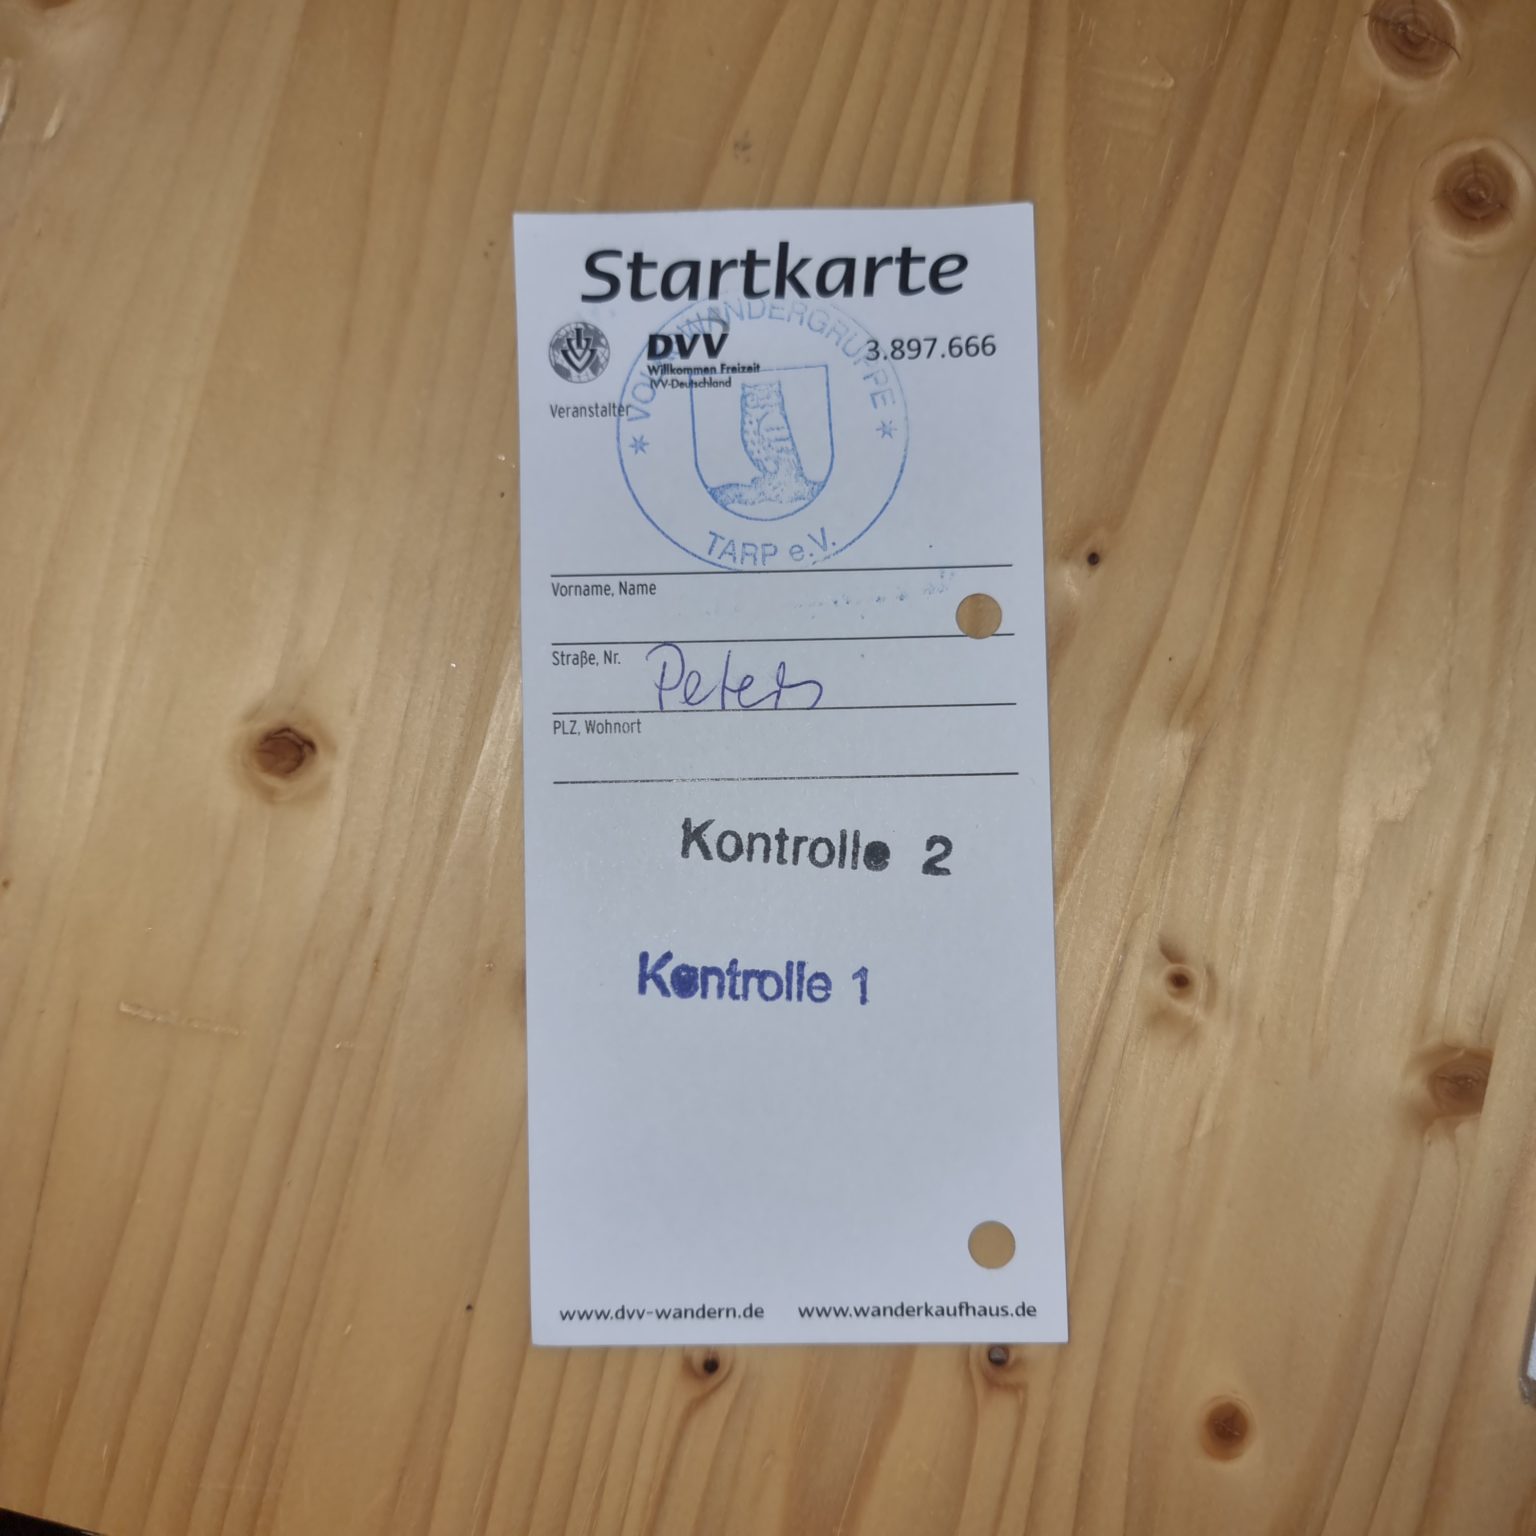 Startkarte
DVV 3.897.666
Willkommen Freizeit
IVV-Deutschland
Veranstalter
* VOLKSWANDERGRUPPE *
TARP e.V.
Vorname, Name
Straße, Nr. Peters
PLZ, Wohnort
Kontrolle 2
Kontrolle 1
www.dvv-wandern.de www.wanderkaufhaus.de